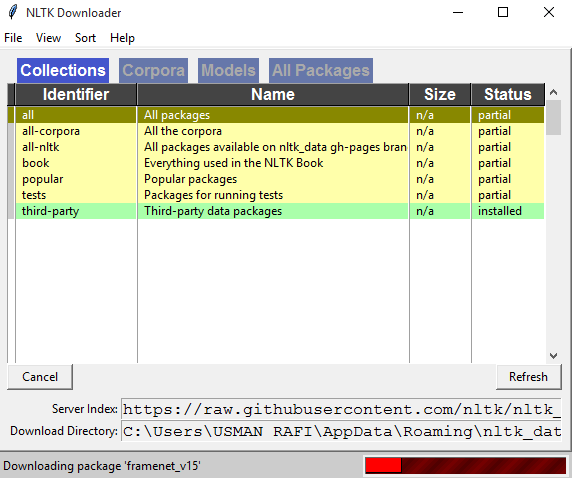 NLTK Downloader
File View Sort Help
Collections Corpora Models All Packages
Identifier Name Size Status
all All packages n/a partial
all-corpora All the corpora n/a partial
all-nltk All packages available on nltk_data gh-pages bran n/a partial
book Everything used in the NLTK Book n/a partial
popular Popular packages n/a partial
tests Packages for running tests n/a partial
third-party Third-party data packages n/a installed
Cancel Refresh
Server Index: https://raw.githubusercontent.com/nltk/nltk_
Download Directory: C:\Users\USMAN RAFI\AppData\Roaming\nltk_dat
Downloading package 'framenet_v15'